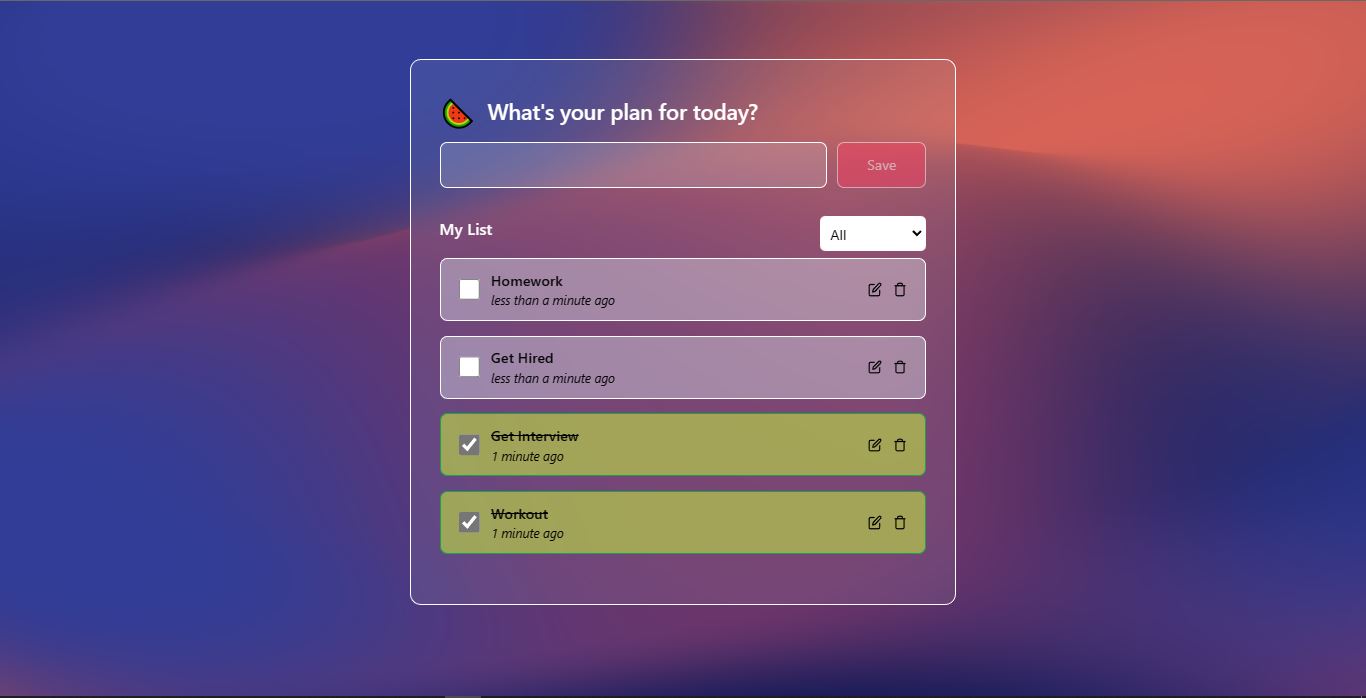 What's your plan for today?
Save
My List
All
Homework
less than a minute ago
Get Hired
less than a minute ago
Get Interview
1 minute ago
Workout
1 minute ago